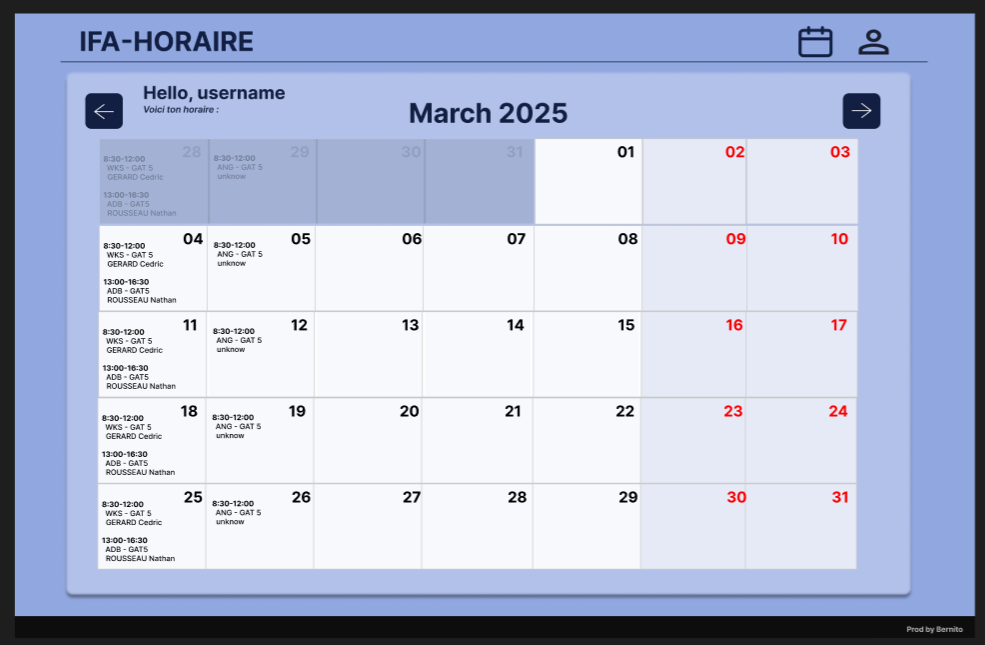 IFA-HORAIRE
Hello, username
Voici ton horaire :
March 2025
28
8:30-12:00
WKS - GAT 5
GERARD Cedric
13:00-16:30
ADB - GAT5
ROUSSEAU Nathan
29
8:30-12:00
ANG - GAT 5
unknow
30
31
01
02
03
04
8:30-12:00
WKS - GAT 5
GERARD Cedric
13:00-16:30
ADB - GAT5
ROUSSEAU Nathan
05
8:30-12:00
ANG - GAT 5
unknow
06
07
08
09
10
11
8:30-12:00
WKS - GAT 5
GERARD Cedric
13:00-16:30
ADB - GAT5
ROUSSEAU Nathan
12
8:30-12:00
ANG - GAT 5
unknow
13
14
15
16
17
18
8:30-12:00
WKS - GAT 5
GERARD Cedric
13:00-16:30
ADB - GAT5
ROUSSEAU Nathan
19
8:30-12:00
ANG - GAT 5
unknow
20
21
22
23
24
25
8:30-12:00
WKS - GAT 5
GERARD Cedric
13:00-16:30
ADB - GAT5
ROUSSEAU Nathan
26
8:30-12:00
ANG - GAT 5
unknow
27
28
29
30
31
Prod by Bernito